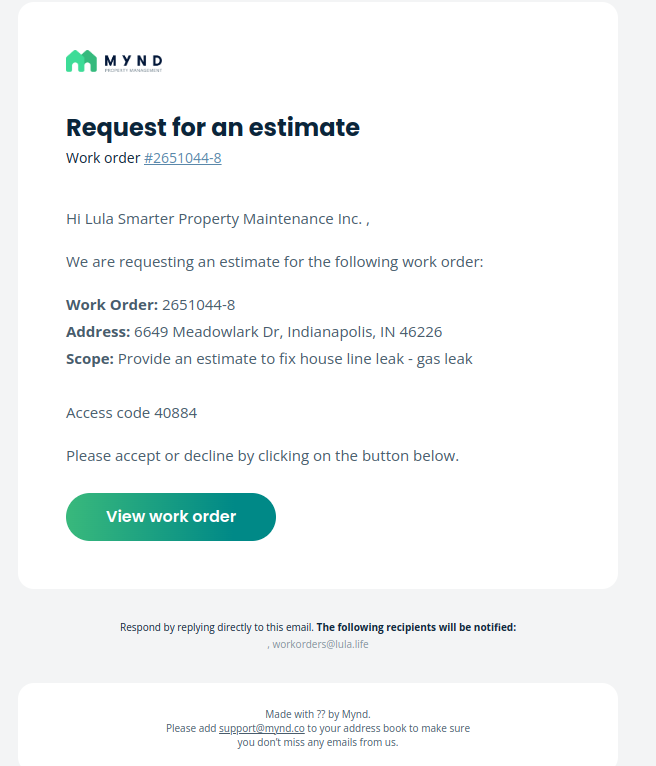 MYND
PROPERTY MANAGEMENT
Request for an estimate
Work order #2651044-8
Hi Lula Smarter Property Maintenance Inc. ,
We are requesting an estimate for the following work order:
Work Order: 2651044-8
Address: 6649 Meadowlark Dr, Indianapolis, IN 46226
Scope: Provide an estimate to fix house line leak - gas leak
Access code 40884
Please accept or decline by clicking on the button below.
View work order
Respond by replying directly to this email. The following recipients will be notified:
, workorders@lula.life
Made with ?? by Mynd.
Please add support@mynd.co to your address book to make sure
you don't miss any emails from us.